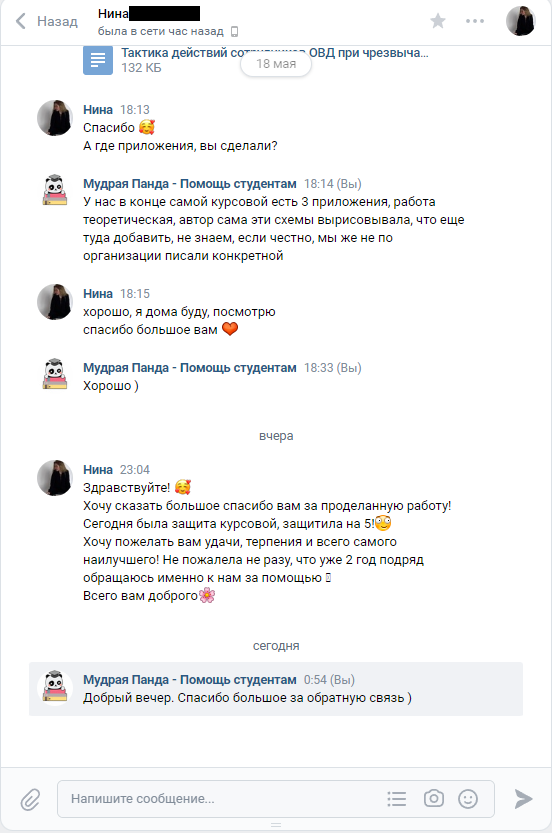 Назад
Нина
была в сети час назад
Тактика действий сотрудников ОВД при чрезвыча...
132 КБ
18 мая
Нина 18:13
Спасибо 🥰
А где приложения, вы сделали?
Мудрая Панда - Помощь студентам 18:14 (Вы)
У нас в конце самой курсовой есть 3 приложения, работа
теоретическая, автор сама эти схемы вырисовывала, что еще
туда добавить, не знаем, если честно, мы же не по
организации писали конкретной
Нина 18:15
хорошо, я дома буду, посмотрю
спасибо большое вам ❤
Мудрая Панда - Помощь студентам 18:33 (Вы)
Хорошо )
вчера
Нина 23:04
Здравствуйте! 🥰
Хочу сказать большое спасибо вам за проделанную работу!
Сегодня была защита курсовой, защитила на 5!😳
Хочу пожелать вам удачи, терпения и всего самого
наилучшего! Не пожалела не разу, что уже 2 год подряд
обращаюсь именно к нам за помощью
Всего вам доброго🌸
сегодня
Мудрая Панда - Помощь студентам 0:54 (Вы)
Добрый вечер. Спасибо большое за обратную связь )
Напишите сообщение...